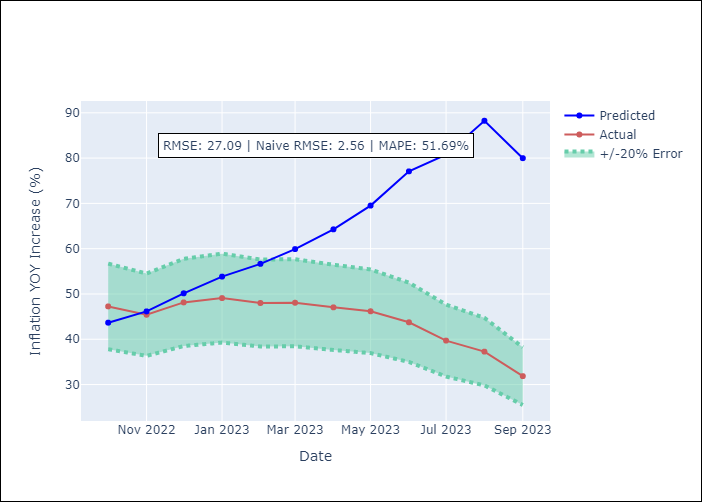 90
80
70
60
50
40
30
Inflation YOY Increase (%)
RMSE: 27.09 | Naive RMSE: 2.56 | MAPE: 51.69%
Predicted
Actual
+/-20% Error
Nov 2022 Jan 2023 Mar 2023 May 2023 Jul 2023 Sep 2023
Date